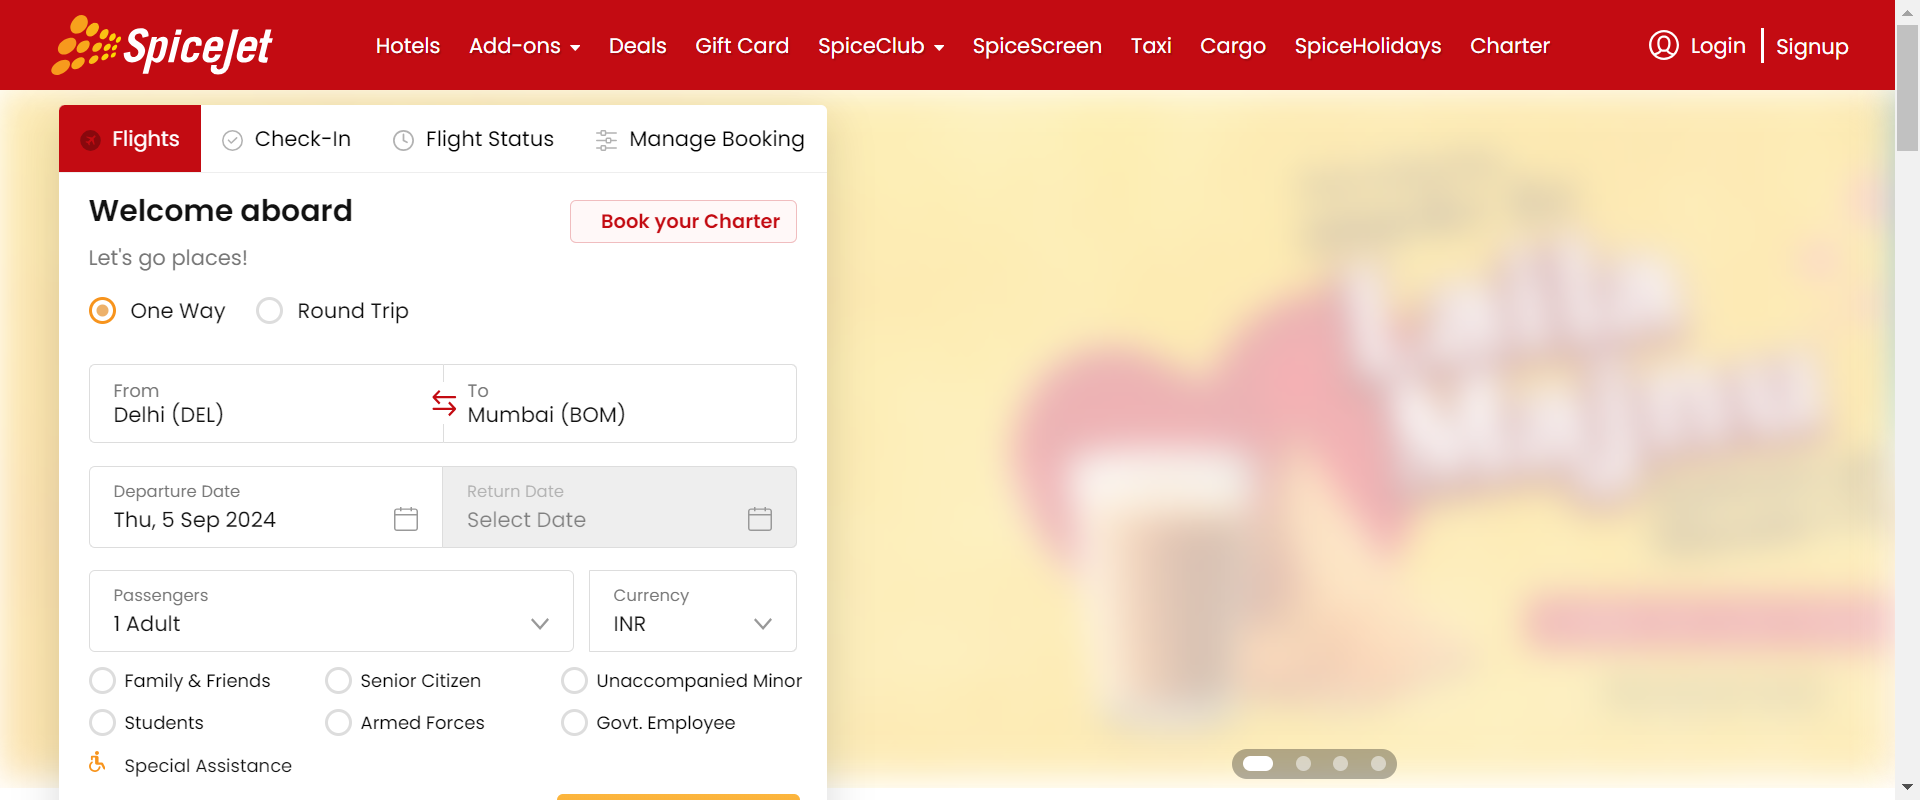 SpiceJet
Hotels Add-ons Deals Gift Card SpiceClub SpiceScreen Taxi Cargo SpiceHolidays Charter Login Signup
Flights Check-In Flight Status Manage Booking
Welcome aboard
Book your Charter
Let's go places!
One Way Round Trip
From To
Delhi (DEL) Mumbai (BOM)
Departure Date Return Date
Thu, 5 Sep 2024 Select Date
Passengers Currency
1 Adult INR
Family & Friends Senior Citizen Unaccompanied Minor
Students Armed Forces Govt. Employee
Special Assistance
Laila
Majnu